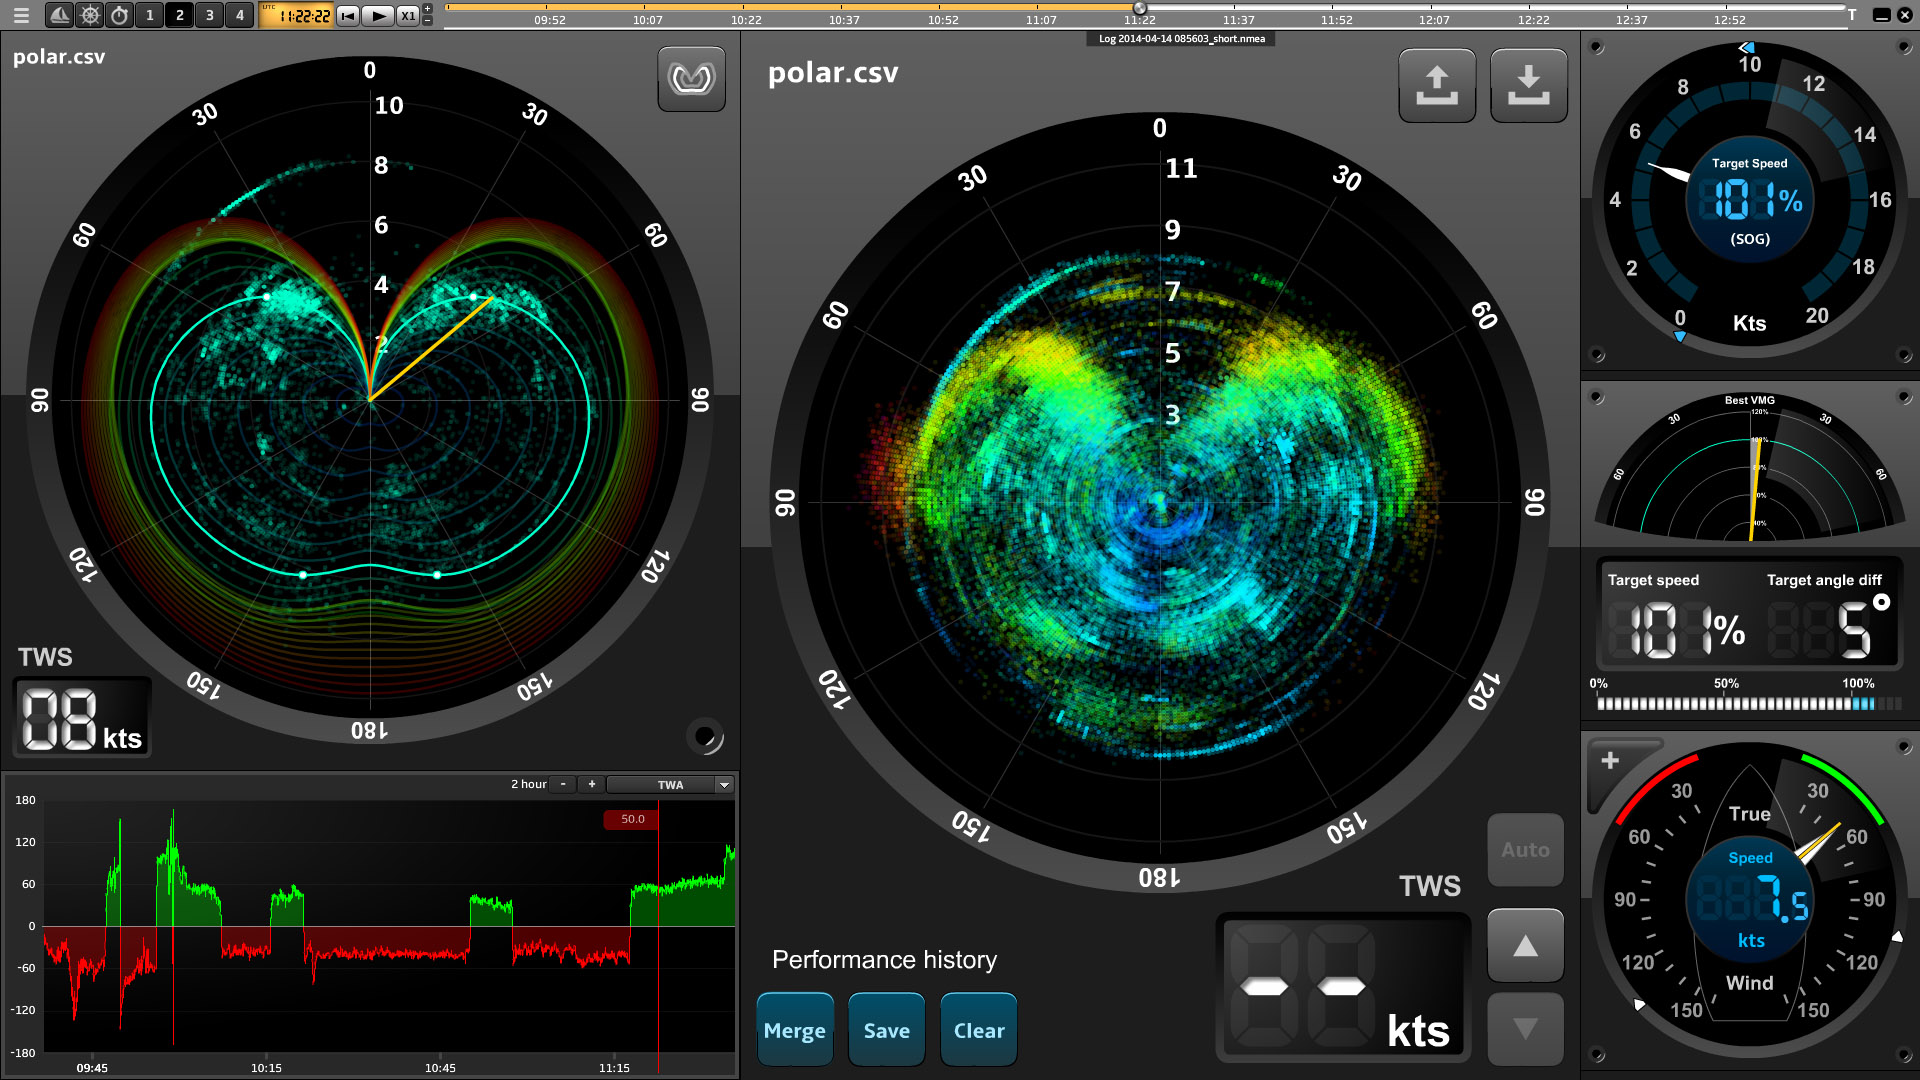 1 2 3 4 UTC 11:22:22 X1 + -
09:52 10:07 10:22 10:37 10:52 11:07 11:22 11:37 11:52 12:07 12:22 12:37 12:52 T
Log 2014-04-14 085603_short.nmea
polar.csv
0
30 30
60 60
90 90
120 120
150 150
180
10
8
6
4
2
TWS
08 kts
2 hour - + TWA
50.0
180
120
60
0
-60
-120
-180
09:45 10:15 10:45 11:15
polar.csv
0
30 30
60 60
90 90
120 120
150 150
180
11
9
7
5
3
Performance history
Merge Save Clear
TWS
-- kts
Auto
0 2 4 6 8 10 12 14 16 18 20
Target Speed
101%
(SOG)
Kts
Best VMG
120%
100%
80%
60%
40%
30 30
60 60
Target speed Target angle diff
101% 5°
0% 50% 100%
+
30 30
60 60
90 90
120 120
150 150
True
Speed
7.5
kts
Wind